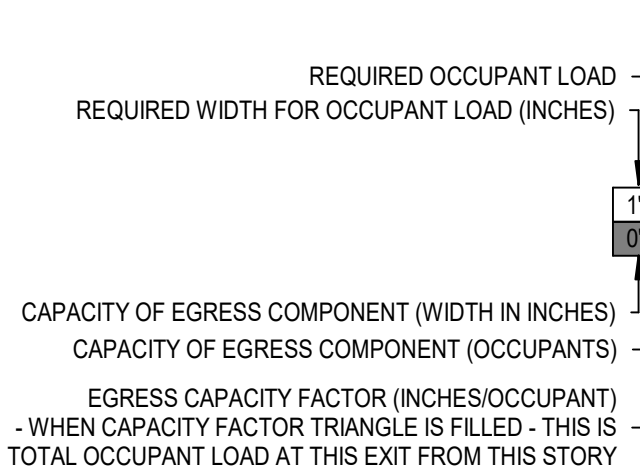 REQUIRED OCCUPANT LOAD
REQUIRED WIDTH FOR OCCUPANT LOAD (INCHES)
1"
0"
CAPACITY OF EGRESS COMPONENT (WIDTH IN INCHES)
CAPACITY OF EGRESS COMPONENT (OCCUPANTS)
EGRESS CAPACITY FACTOR (INCHES/OCCUPANT)
- WHEN CAPACITY FACTOR TRIANGLE IS FILLED - THIS IS
TOTAL OCCUPANT LOAD AT THIS EXIT FROM THIS STORY